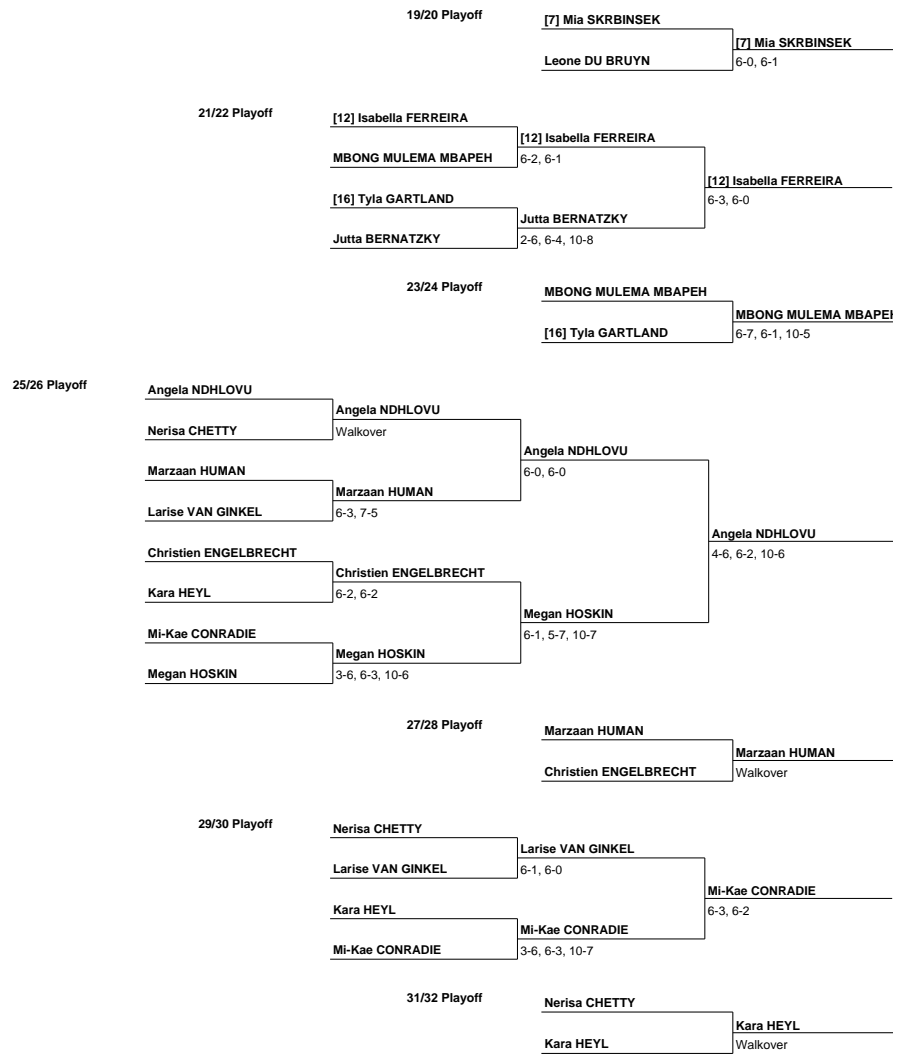 19/20 Playoff
[7] Mia SKRBINSEK
[7] Mia SKRBINSEK
Leone DU BRUYN
6-0, 6-1
21/22 Playoff
[12] Isabella FERREIRA
[12] Isabella FERREIRA
MBONG MULEMA MBAPEH
6-2, 6-1
[12] Isabella FERREIRA
[16] Tyla GARTLAND
6-3, 6-0
Jutta BERNATZKY
Jutta BERNATZKY
2-6, 6-4, 10-8
23/24 Playoff
MBONG MULEMA MBAPEH
MBONG MULEMA MBAPEH
[16] Tyla GARTLAND
6-7, 6-1, 10-5
25/26 Playoff
Angela NDHLOVU
Angela NDHLOVU
Nerisa CHETTY
Walkover
Angela NDHLOVU
Marzaan HUMAN
6-0, 6-0
Marzaan HUMAN
Larise VAN GINKEL
6-3, 7-5
Angela NDHLOVU
Christien ENGELBRECHT
4-6, 6-2, 10-6
Christien ENGELBRECHT
Kara HEYL
6-2, 6-2
Megan HOSKIN
Mi-Kae CONRADIE
6-1, 5-7, 10-7
Megan HOSKIN
Megan HOSKIN
3-6, 6-3, 10-6
27/28 Playoff
Marzaan HUMAN
Marzaan HUMAN
Christien ENGELBRECHT
Walkover
29/30 Playoff
Nerisa CHETTY
Larise VAN GINKEL
Larise VAN GINKEL
6-1, 6-0
Mi-Kae CONRADIE
Kara HEYL
6-3, 6-2
Mi-Kae CONRADIE
Mi-Kae CONRADIE
3-6, 6-3, 10-7
31/32 Playoff
Nerisa CHETTY
Kara HEYL
Kara HEYL
Walkover